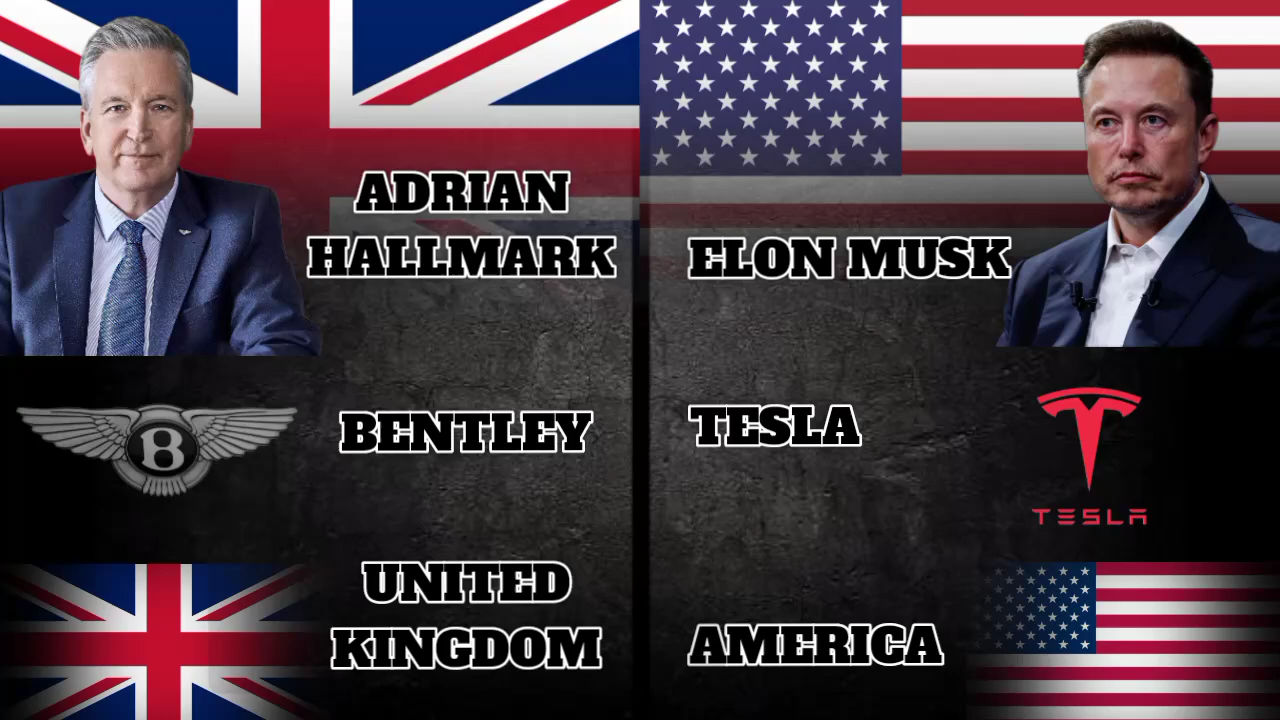 ADRIAN
HALLMARK
ELON MUSK
B
BENTLEY
TESLA
TESLA
UNITED
KINGDOM
AMERICA